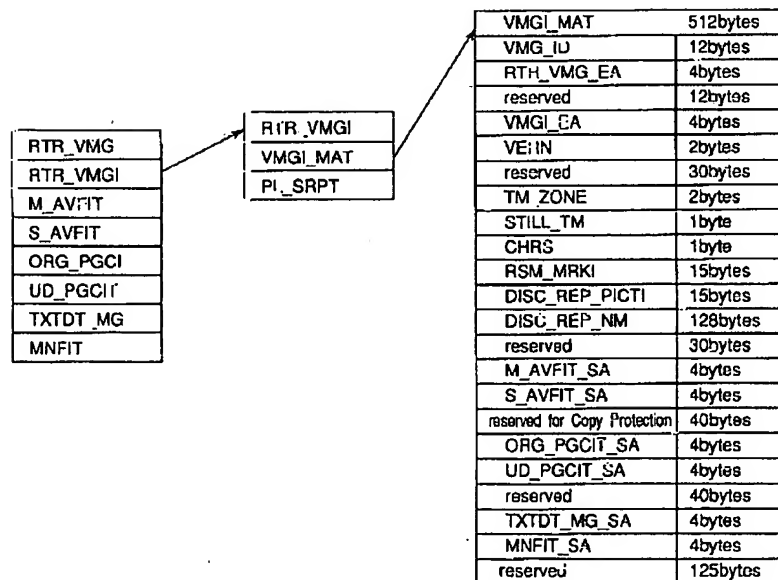 RTR_VMG
RTR_VMGI
M_AVFIT
S_AVFIT
ORG_PGCI
UD_PGCIT
TXTDT_MG
MNFIT
RTR_VMGI
VMGI_MAT
PL_SRPT
VMGI_MAT 512bytes
VMG_ID 12bytes
RTR_VMG_EA 4bytes
reserved 12bytes
VMGI_EA 4bytes
VERN 2bytes
reserved 30bytes
TM_ZONE 2bytes
STILL_TM 1byte
CHRS 1byte
RSM_MRKI 15bytes
DISC_REP_PICTI 15bytes
DISC_REP_NM 128bytes
reserved 30bytes
M_AVFIT_SA 4bytes
S_AVFIT_SA 4bytes
reserved for Copy Protection 40bytes
ORG_PGCIT_SA 4bytes
UD_PGCIT_SA 4bytes
reserved 40bytes
TXTDT_MG_SA 4bytes
MNFIT_SA 4bytes
reserved 125bytes